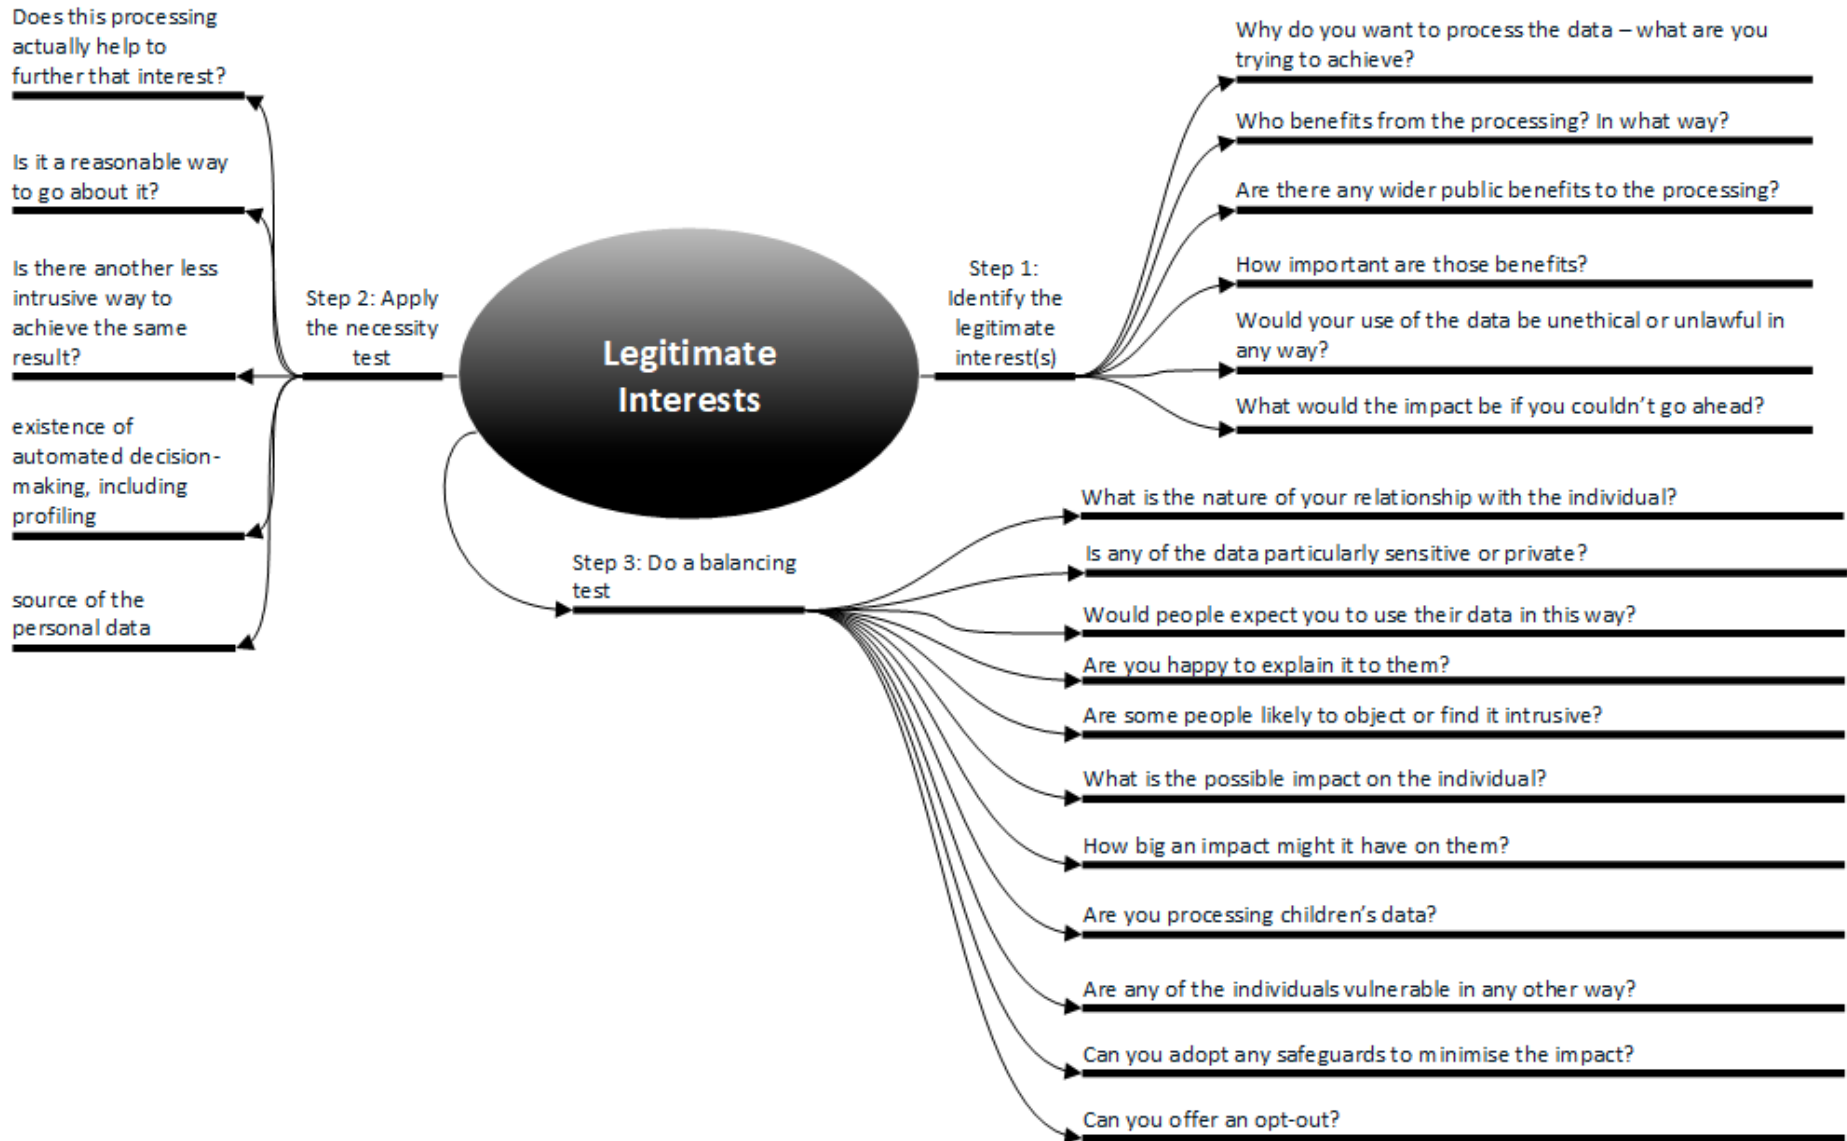 Legitimate
Interests
Step 1:
Identify the
legitimate
interest(s)
Why do you want to process the data – what are you
trying to achieve?
Who benefits from the processing? In what way?
Are there any wider public benefits to the processing?
How important are those benefits?
Would your use of the data be unethical or unlawful in
any way?
What would the impact be if you couldn’t go ahead?
Step 2: Apply
the necessity
test
Does this processing
actually help to
further that interest?
Is it a reasonable way
to go about it?
Is there another less
intrusive way to
achieve the same
result?
existence of
automated decision-
making, including
profiling
source of the
personal data
Step 3: Do a balancing
test
What is the nature of your relationship with the individual?
Is any of the data particularly sensitive or private?
Would people expect you to use their data in this way?
Are you happy to explain it to them?
Are some people likely to object or find it intrusive?
What is the possible impact on the individual?
How big an impact might it have on them?
Are you processing children’s data?
Are any of the individuals vulnerable in any other way?
Can you adopt any safeguards to minimise the impact?
Can you offer an opt-out?